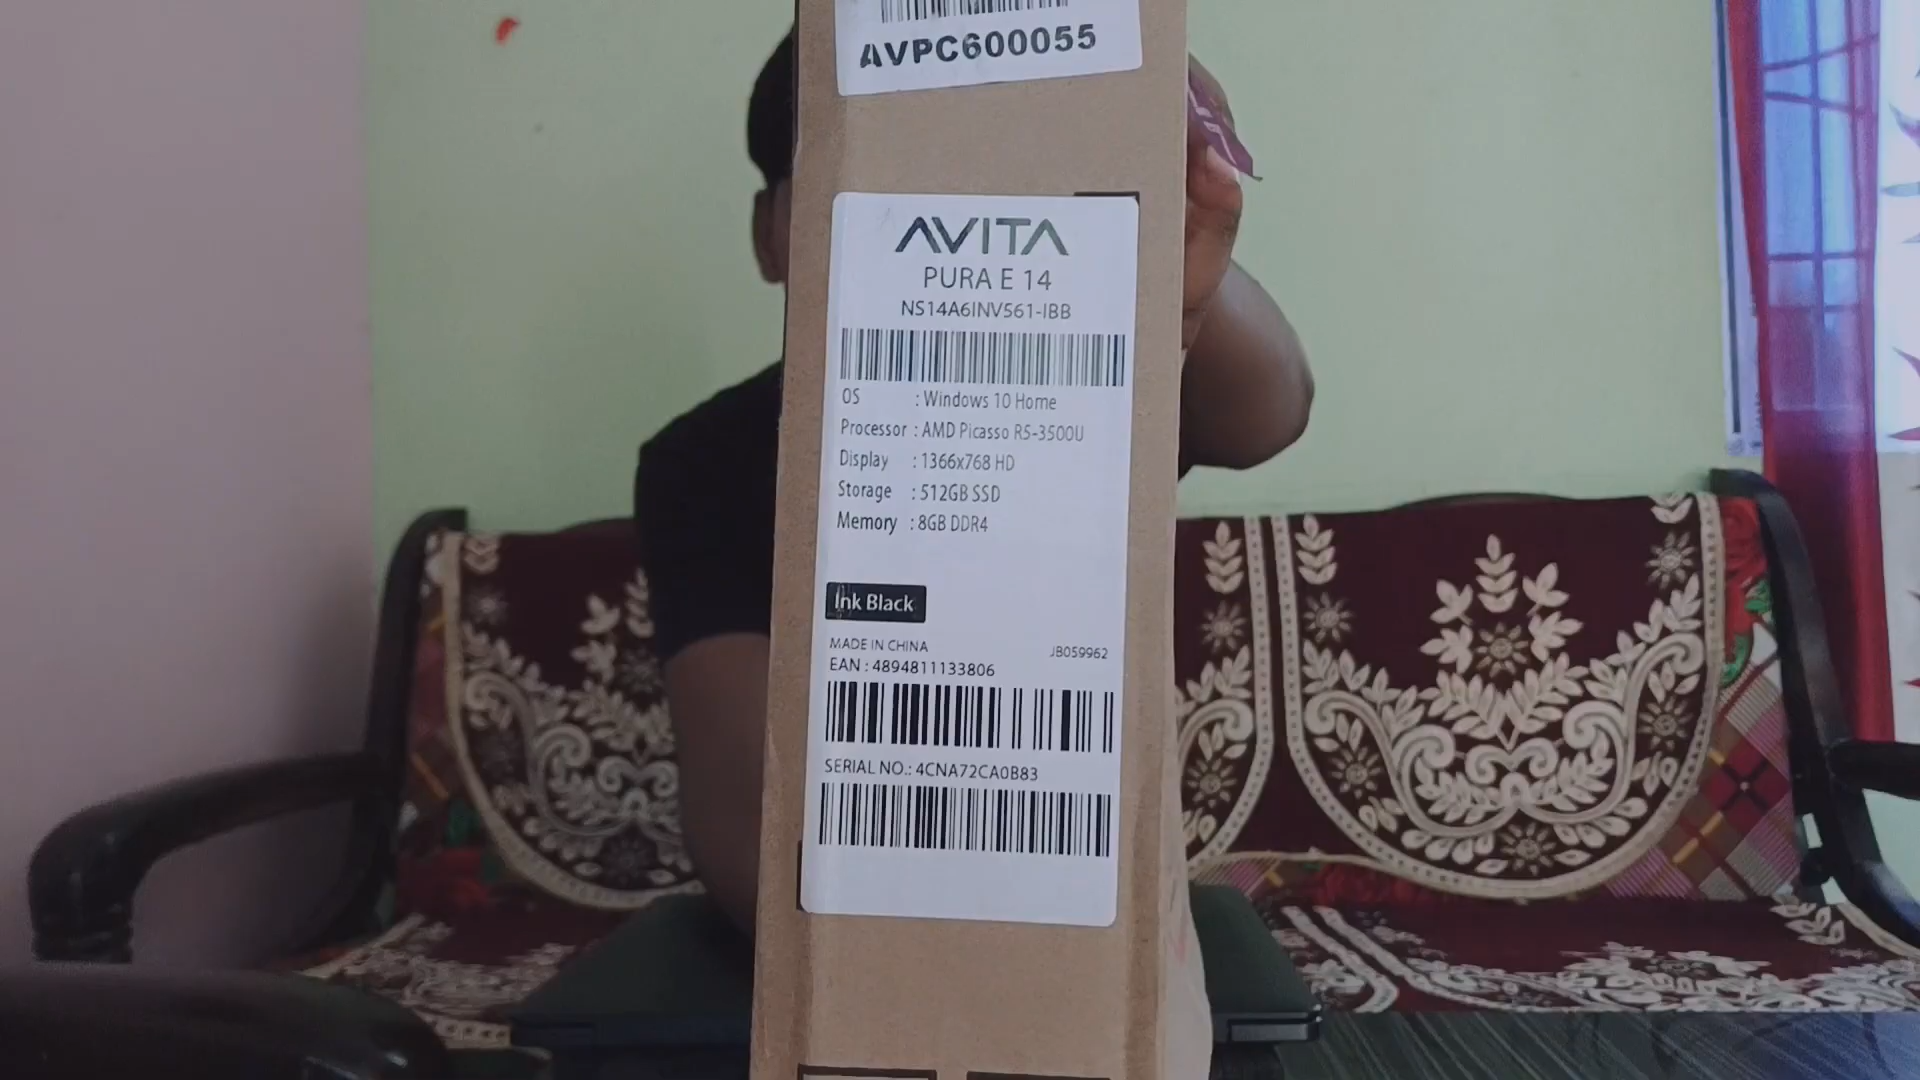 AVPC600055
AVITA
PURA E 14
NS14A6INV561-IBB
OS : Windows 10 Home
Processor : AMD Picasso R5-3500U
Display : 1366x768 HD
Storage : 512GB SSD
Memory : 8GB DDR4
Ink Black
MADE IN CHINA JB059962
EAN : 4894811133806
SERIAL NO.: 4CNA72CA0B83